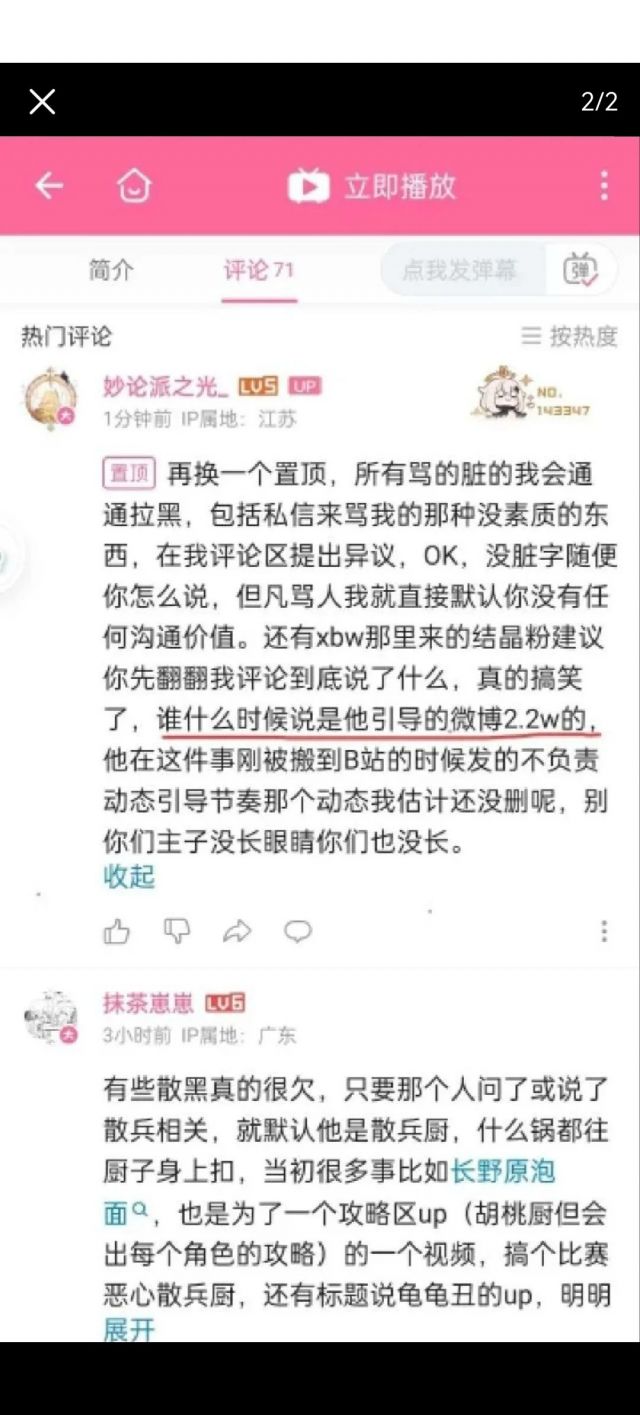 2/2
立即播放
简介
评论 71
点我发弹幕
弹
热门评论
按热度
妙论派之光_ LV5 UP
1分钟前 IP属地：江苏
NO.
143347
置顶 再换一个置顶，所有骂的脏的我会通
通拉黑，包括私信来骂我的那种没素质的东
西，在我评论区提出异议，OK，没脏字随便
你怎么说，但凡骂人我就直接默认你没有任
何沟通价值。还有xbw那里来的结晶粉建议
你先翻翻我评论到底说了什么，真的搞笑
了，谁什么时候说是他引导的微博2.2w的，
他在这件事刚被搬到B站的时候发的不负责
动态引导节奏那个动态我估计还没删呢，别
你们主子没长眼睛你们也没长。
收起
抹茶崽崽 LV6
3小时前 IP属地：广东
有些散黑真的很欠，只要那个人问了或说了
散兵相关，就默认他是散兵厨，什么锅都往
厨子身上扣，当初很多事比如长野原泡
面，也是为了一个攻略区up（胡桃厨但会
出每个角色的攻略）的一个视频，搞个比赛
恶心散兵厨，还有标题说龟龟丑的up，明明
展开